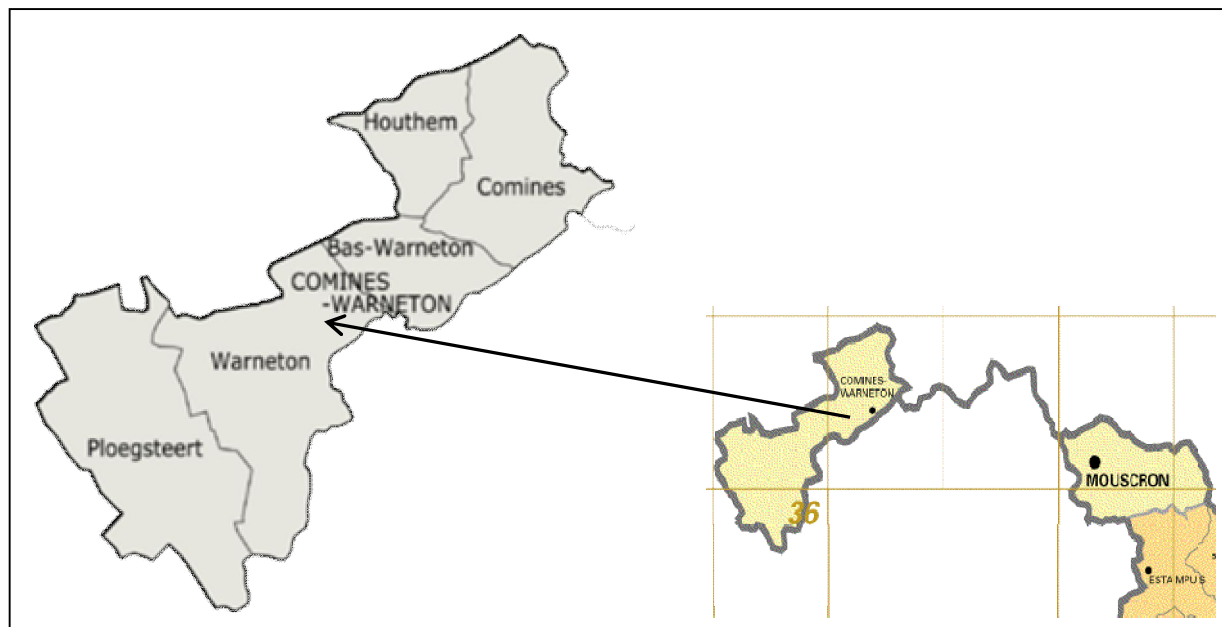 Houthem
Comines
Bas-Warneton
COMINES
-WARNETON
Warneton
Ploegsteert
COMINES-
WARNETON
MOUSCRON
36
ESTAMPUIS